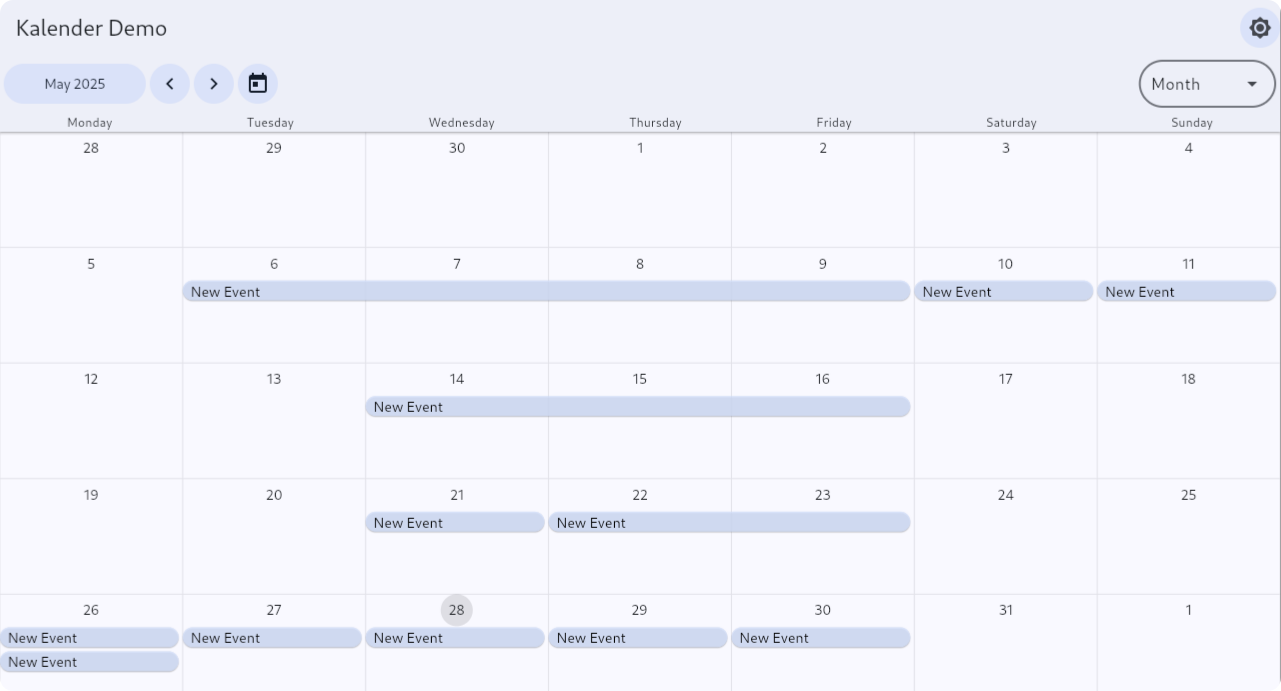 Kalender Demo
May 2025
Month
Monday Tuesday Wednesday Thursday Friday Saturday Sunday
28 29 30 1 2 3 4
5 6 7 8 9 10 11
New Event New Event New Event
12 13 14 15 16 17 18
New Event
19 20 21 22 23 24 25
New Event New Event
26 27 28 29 30 31 1
New Event New Event New Event New Event New Event
New Event